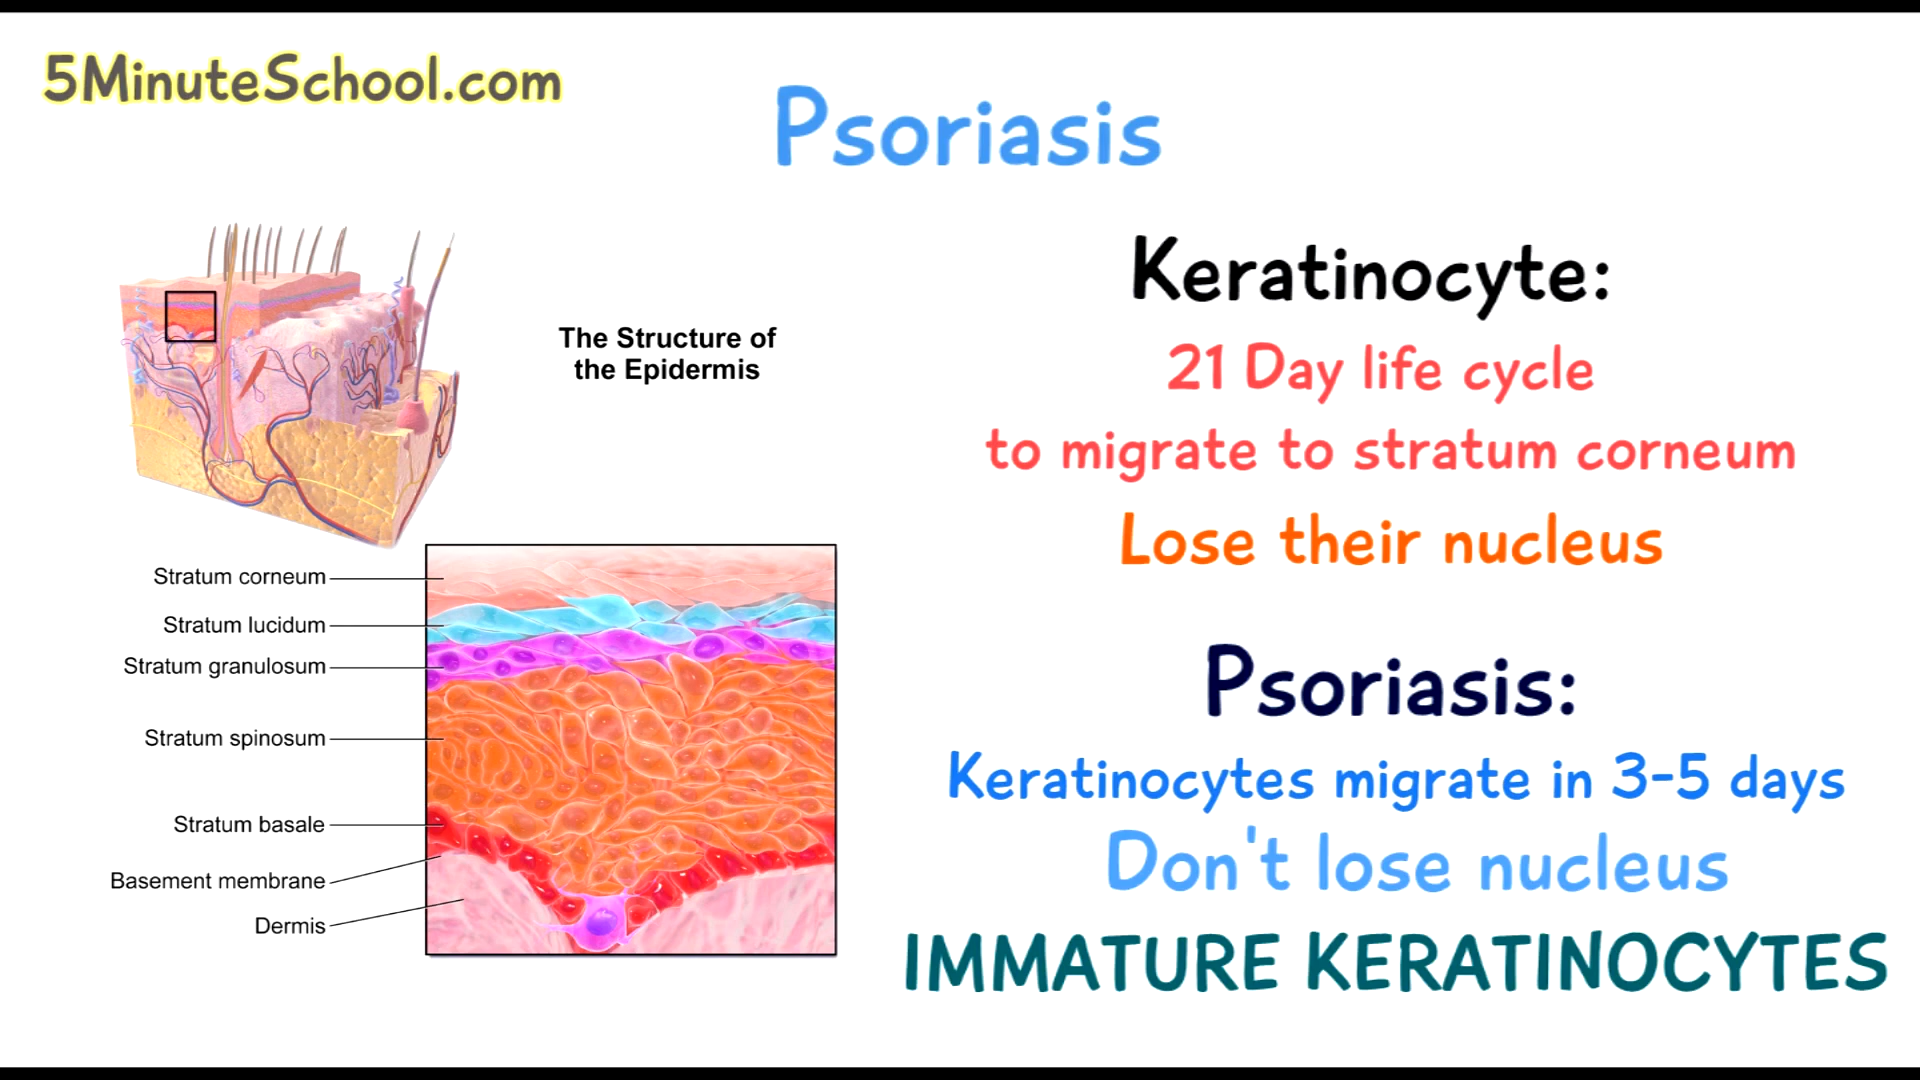 5MinuteSchool.com
Psoriasis
The Structure of
the Epidermis
Stratum corneum
Stratum lucidum
Stratum granulosum
Stratum spinosum
Stratum basale
Basement membrane
Dermis
Keratinocyte:
21 Day life cycle
to migrate to stratum corneum
Lose their nucleus
Psoriasis:
Keratinocytes migrate in 3-5 days
Don't lose nucleus
IMMATURE KERATINOCYTES